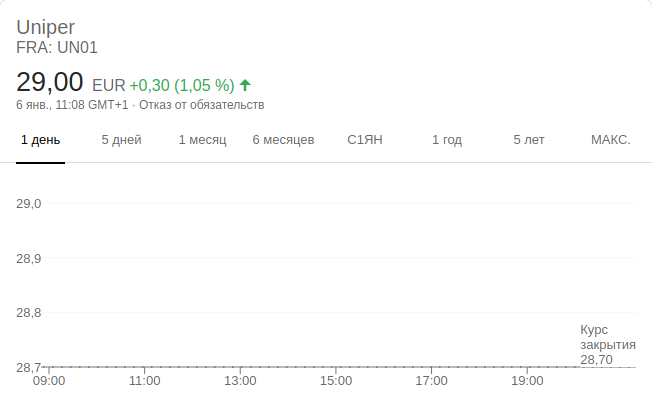 Uniper
FRA: UN01
29,00 EUR +0,30 (1,05 %)
6 янв., 11:08 GMT+1 · Отказ от обязательств
1 день 5 дней 1 месяц 6 месяцев С1ЯН 1 год 5 лет МАКС.
29,0
28,9
28,8
Курс
закрытия
28,70
28,7
09:00 11:00 13:00 15:00 17:00 19:00